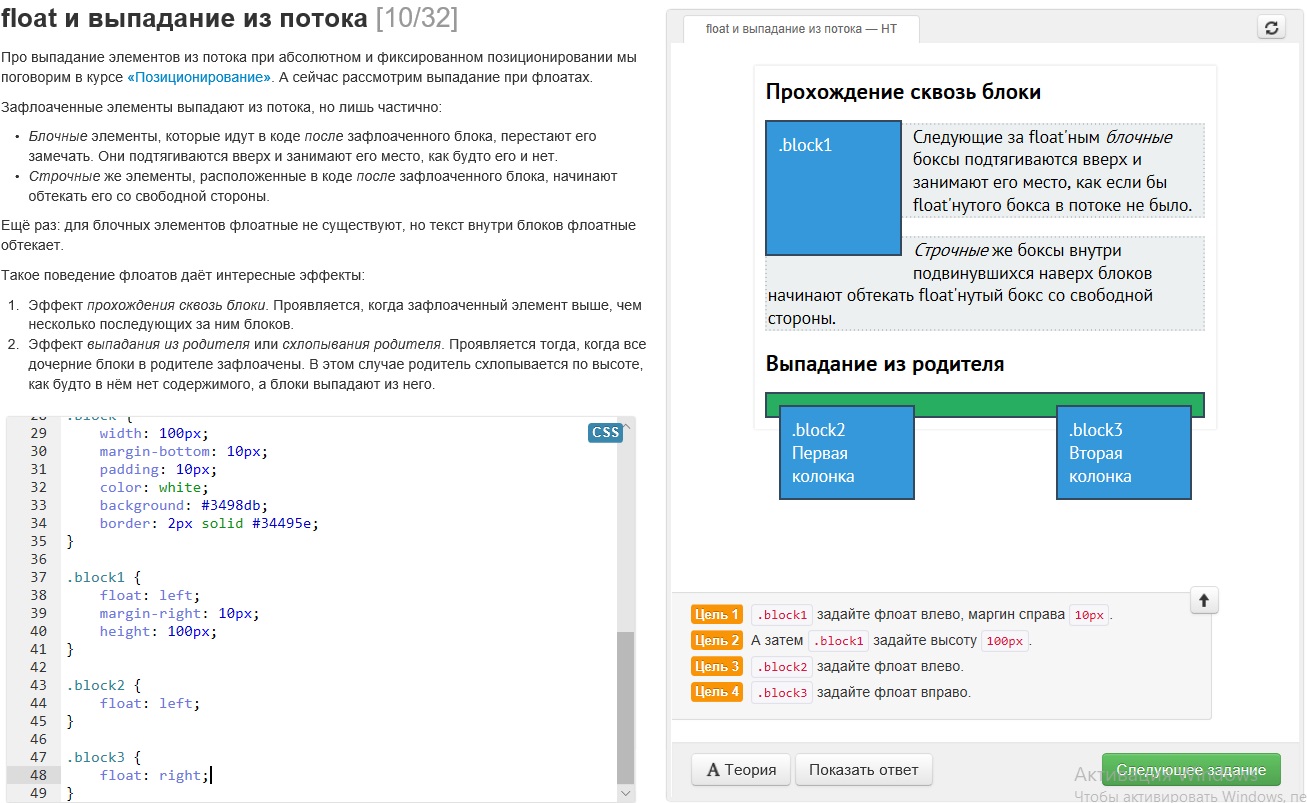 float и выпадание из потока [10/32]
Про выпадание элементов из потока при абсолютном и фиксированном позиционировании мы
поговорим в курсе «Позиционирование». А сейчас рассмотрим выпадание при флоатах.
Зафлоаченные элементы выпадают из потока, но лишь частично:
• Блочные элементы, которые идут в коде после зафлоаченного блока, перестают его
замечать. Они подтягиваются вверх и занимают его место, как будто его и нет.
• Строчные же элементы, расположенные в коде после зафлоаченного блока, начинают
обтекать его со свободной стороны.
Ещё раз: для блочных элементов флоатные не существуют, но текст внутри блоков флоатные
обтекает.
Такое поведение флоатов даёт интересные эффекты:
1. Эффект прохождения сквозь блоки. Проявляется, когда зафлоаченный элемент выше, чем
несколько последующих за ним блоков.
2. Эффект выпадания из родителя или схлопывания родителя. Проявляется тогда, когда все
дочерние блоки в родителе зафлоачены. В этом случае родитель схлопывается по высоте,
как будто в нём нет содержимого, а блоки выпадают из него.
CSS
28 .block {
29 width: 100px;
30 margin-bottom: 10px;
31 padding: 10px;
32 color: white;
33 background: #3498db;
34 border: 2px solid #34495e;
35 }
36
37 .block1 {
38 float: left;
39 margin-right: 10px;
40 height: 100px;
41 }
42
43 .block2 {
44 float: left;
45 }
46
47 .block3 {
48 float: right;
49 }
float и выпадание из потока — HT
Прохождение сквозь блоки
.block1
Следующие за float'ным блочные
боксы подтягиваются вверх и
занимают его место, как если бы
float'нутого бокса в потоке не было.
Строчные же боксы внутри
подвинувшихся наверх блоков
начинают обтекать float'нутый бокс со свободной
стороны.
Выпадание из родителя
.block2
Первая
колонка
.block3
Вторая
колонка
Цель 1 .block1 задайте флоат влево, маргин справа 10px.
Цель 2 А затем .block1 задайте высоту 100px.
Цель 3 .block2 задайте флоат влево.
Цель 4 .block3 задайте флоат вправо.
А Теория
Показать ответ
Следующее задание
Активация Windows
Чтобы активировать Windows, пе